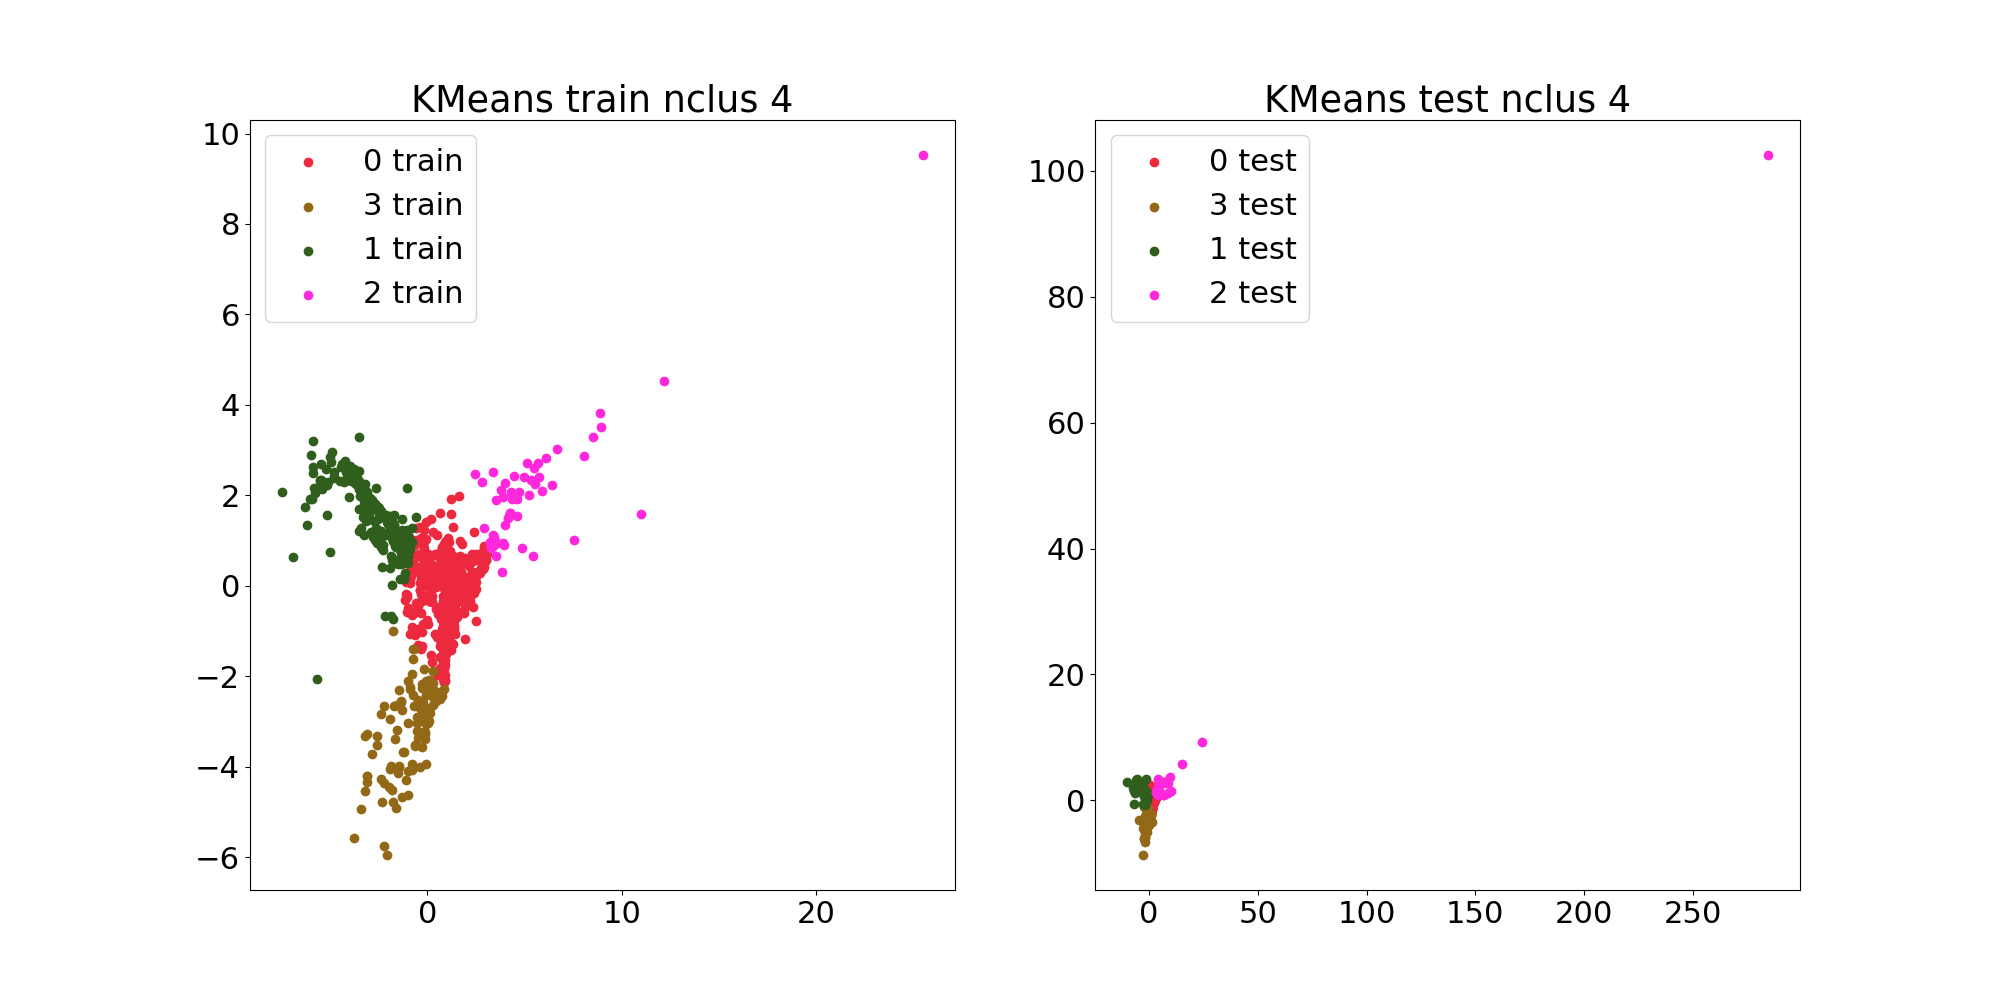 KMeans train nclus 4
10
8
6
4
2
0
−2
−4
−6
0 train
3 train
1 train
2 train
0
10
20
KMeans test nclus 4
100
80
60
40
20
0
0 test
3 test
1 test
2 test
0
50
100
150
200
250